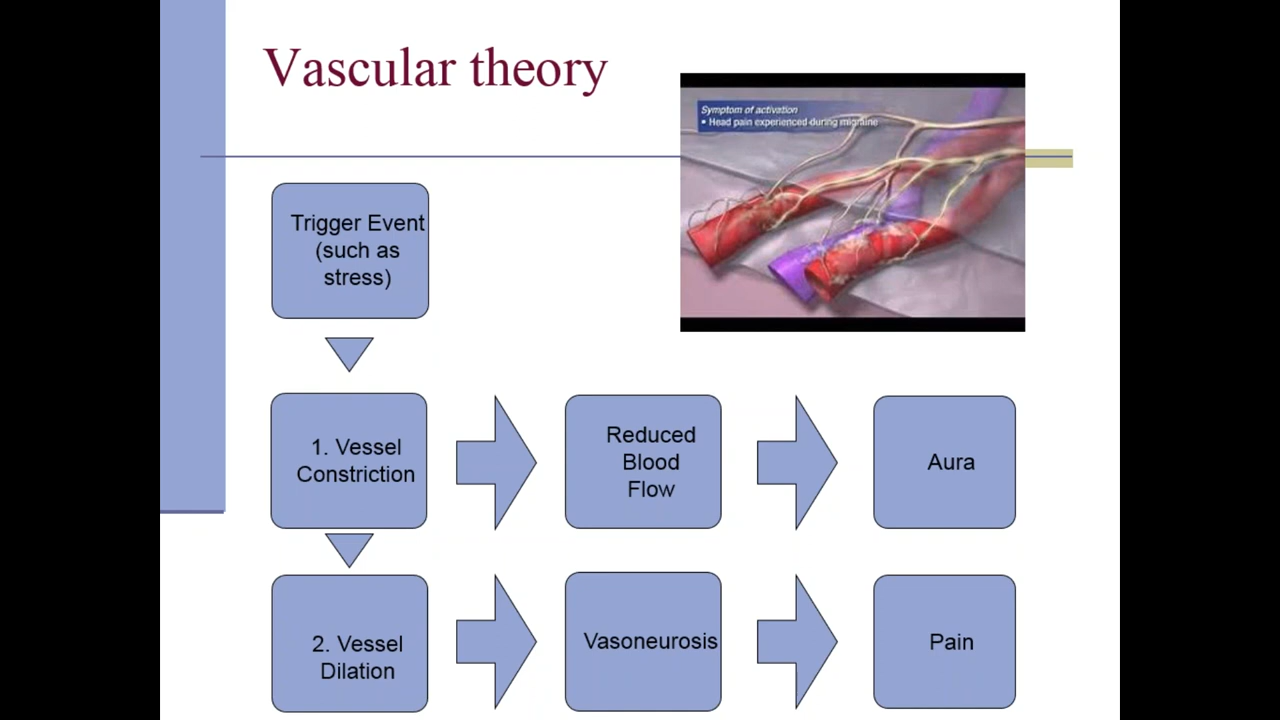 Vascular theory
Symptom of activation
▪ Head pain experienced during migraine
Trigger Event
(such as
stress)
1. Vessel
Constriction
Reduced
Blood
Flow
Aura
2. Vessel
Dilation
Vasoneurosis
Pain